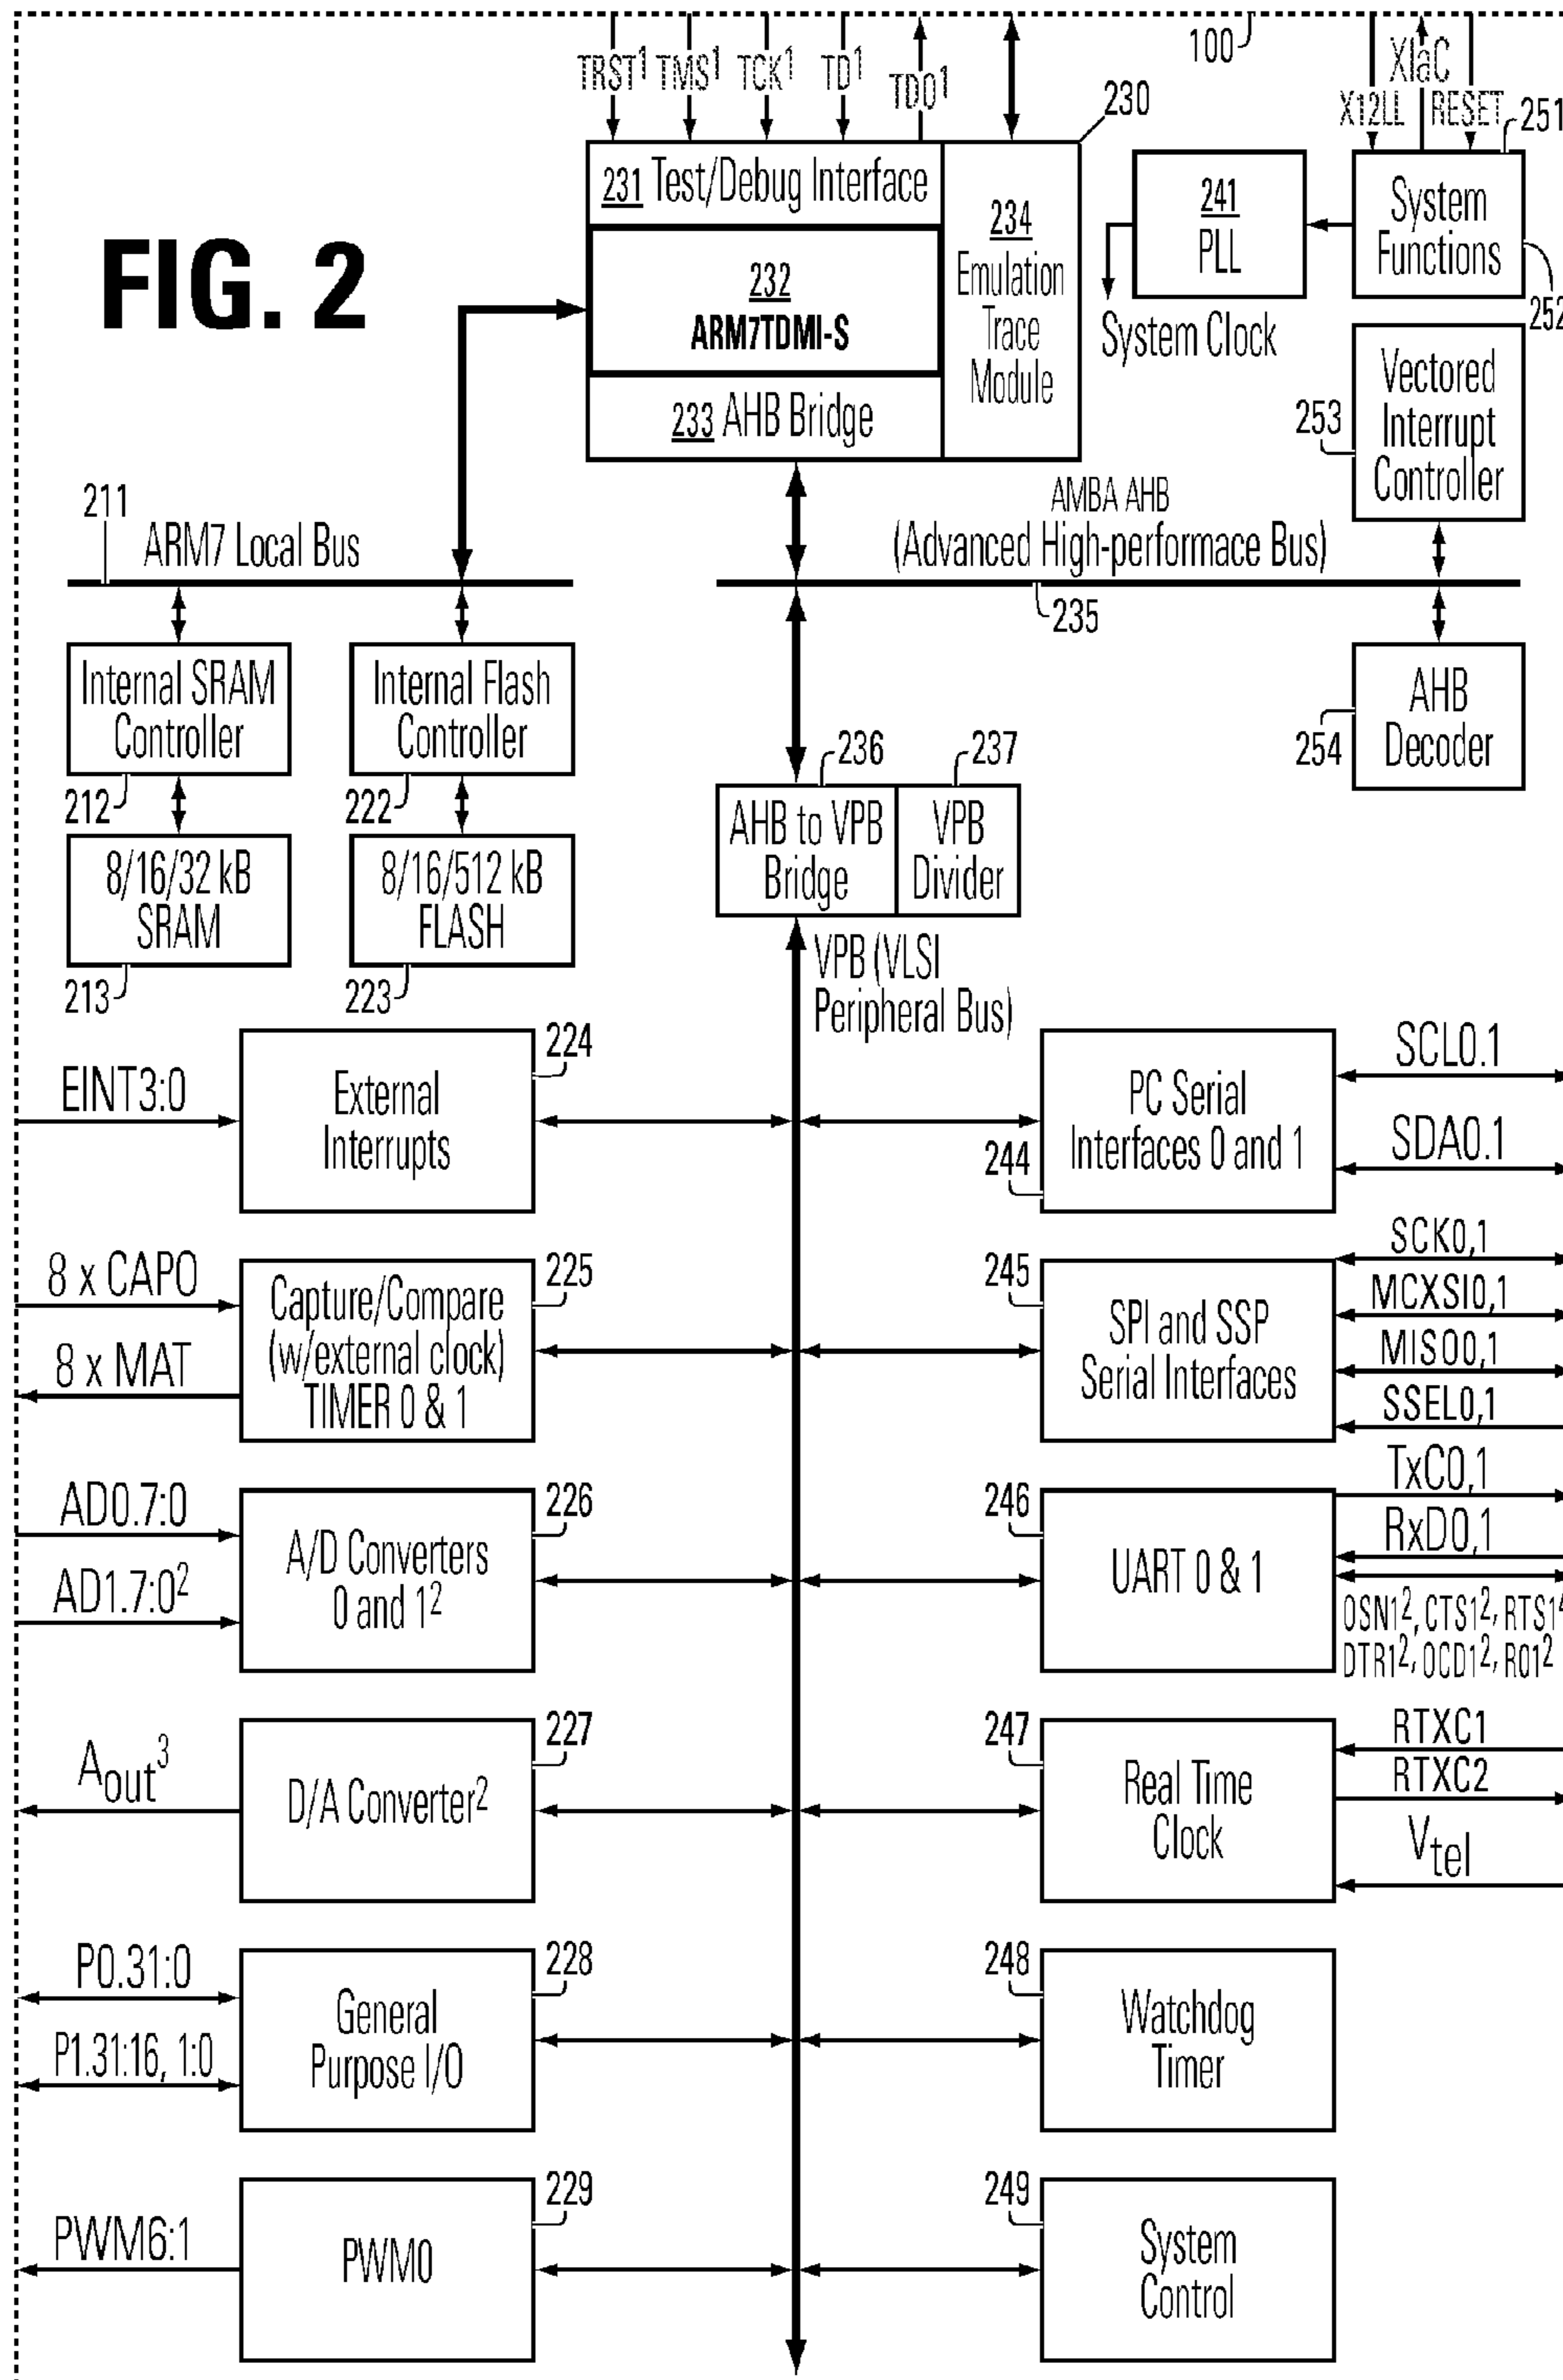 100
TRST¹
TMS¹
TCK¹
TD¹
TDO¹
X12LL
XIaC
RESET
230
251
231 Test/Debug Interface
234
Emulation
Trace
Module
241
PLL
System
Functions
252
FIG. 2
232
ARM7TDMI-S
System Clock
233 AHB Bridge
253
Vectored
Interrupt
Controller
211
ARM7 Local Bus
AMBA AHB
(Advanced High-performace Bus)
235
Internal SRAM
Controller
212
Internal Flash
Controller
222
254
AHB
Decoder
236
237
AHB to VPB
Bridge
VPB
Divider
8/16/32 kB
SRAM
213
8/16/512 kB
FLASH
223
VPB (VLSI
Peripheral Bus)
EINT3:0
External
Interrupts
224
244
PC Serial
Interfaces 0 and 1
SCL0.1
SDA0.1
8 x CAPO
8 x MAT
Capture/Compare
(w/external clock)
TIMER 0 & 1
225
245
SPI and SSP
Serial Interfaces
SCK0,1
MCXSI0,1
MISO0,1
SSEL0,1
AD0.7:0
AD1.7:0²
A/D Converters
0 and 1²
226
246
UART 0 & 1
TxC0,1
RxD0,1
OSN1², CTS1², RTS1
DTR1², OCD1², RO1²
Aout³
D/A Converter²
227
247
Real Time
Clock
RTXC1
RTXC2
Vtel
P0.31:0
P1.31:16, 1:0
General
Purpose I/O
228
248
Watchdog
Timer
PWM6:1
PWM0
229
249
System
Control